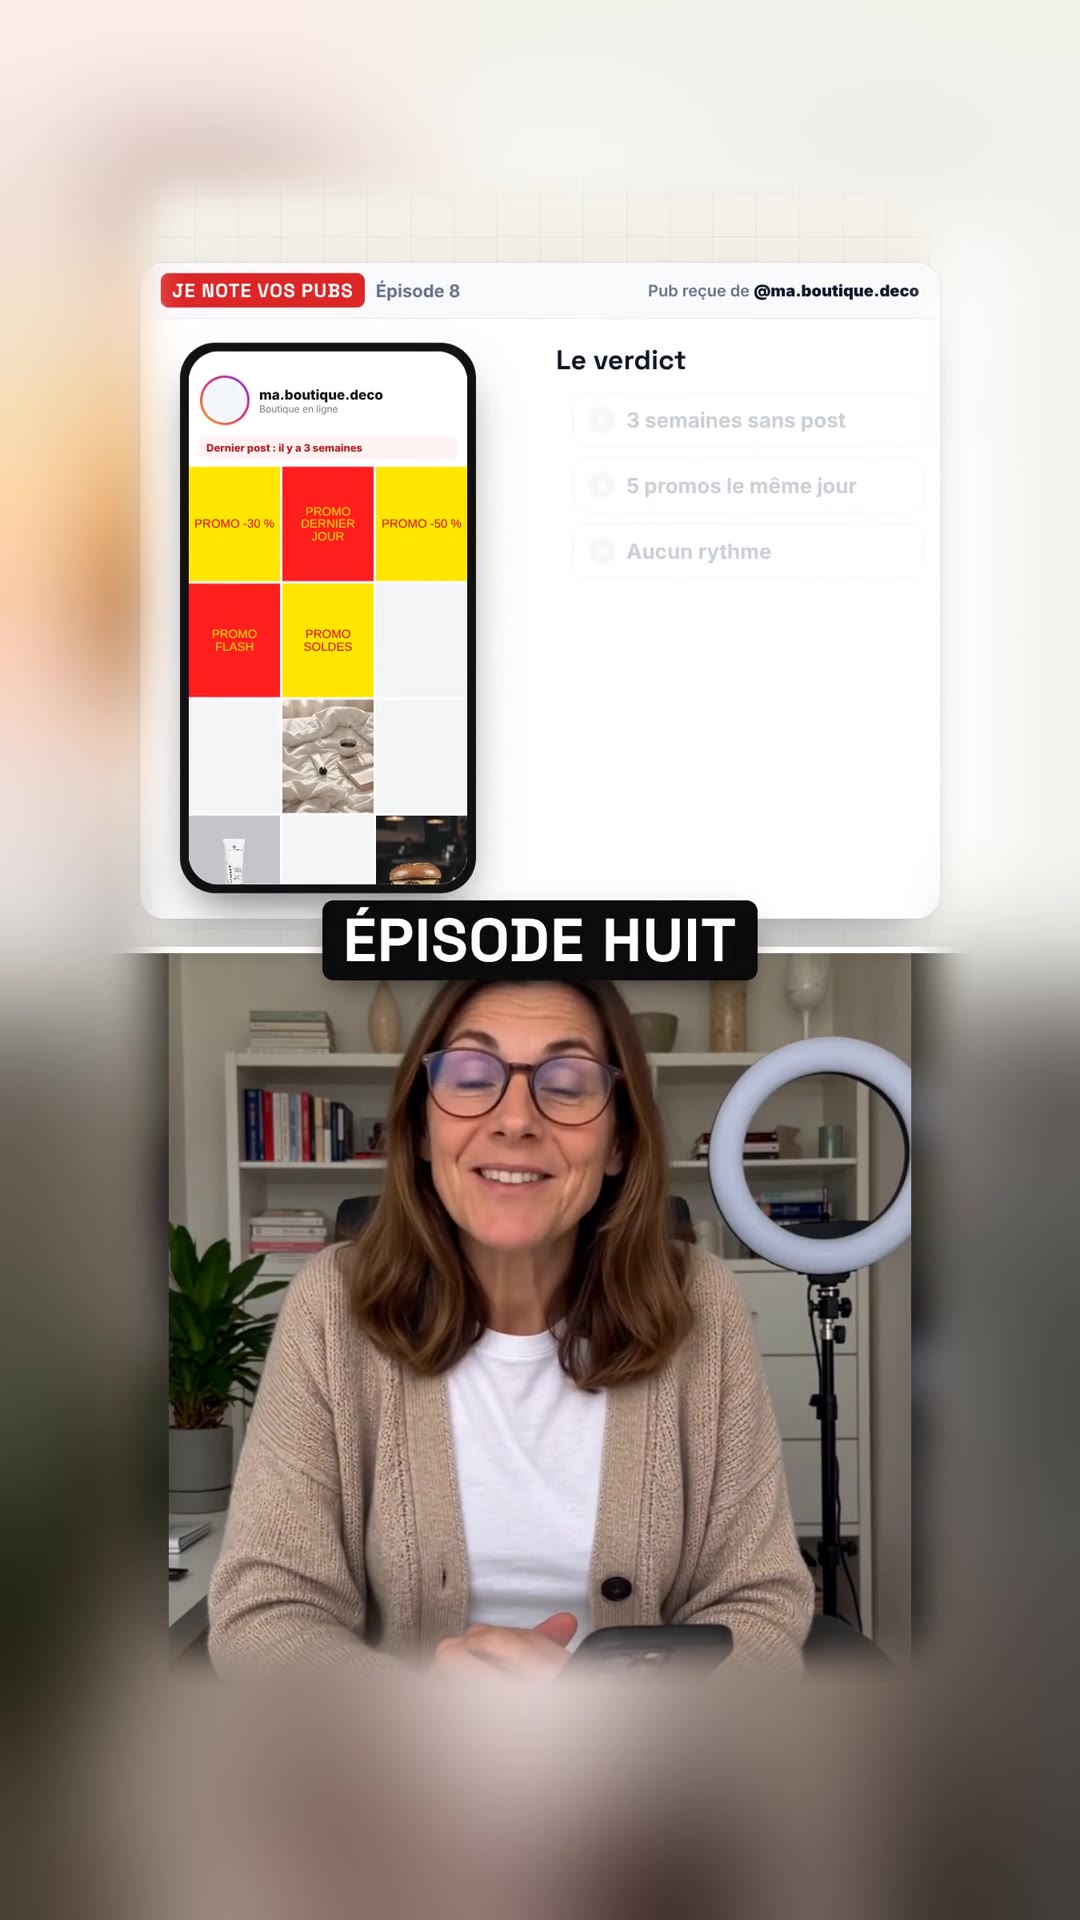 JE NOTE VOS PUBS
Épisode 8
Pub reçue de @ma.boutique.deco
ma.boutique.deco
Boutique en ligne
Dernier post : il y a 3 semaines
PROMO -30 %
PROMO
DERNIER
JOUR
PROMO -50 %
PROMO
FLASH
PROMO
SOLDES
Le verdict
3 semaines sans post
5 promos le même jour
Aucun rythme
ÉPISODE HUIT